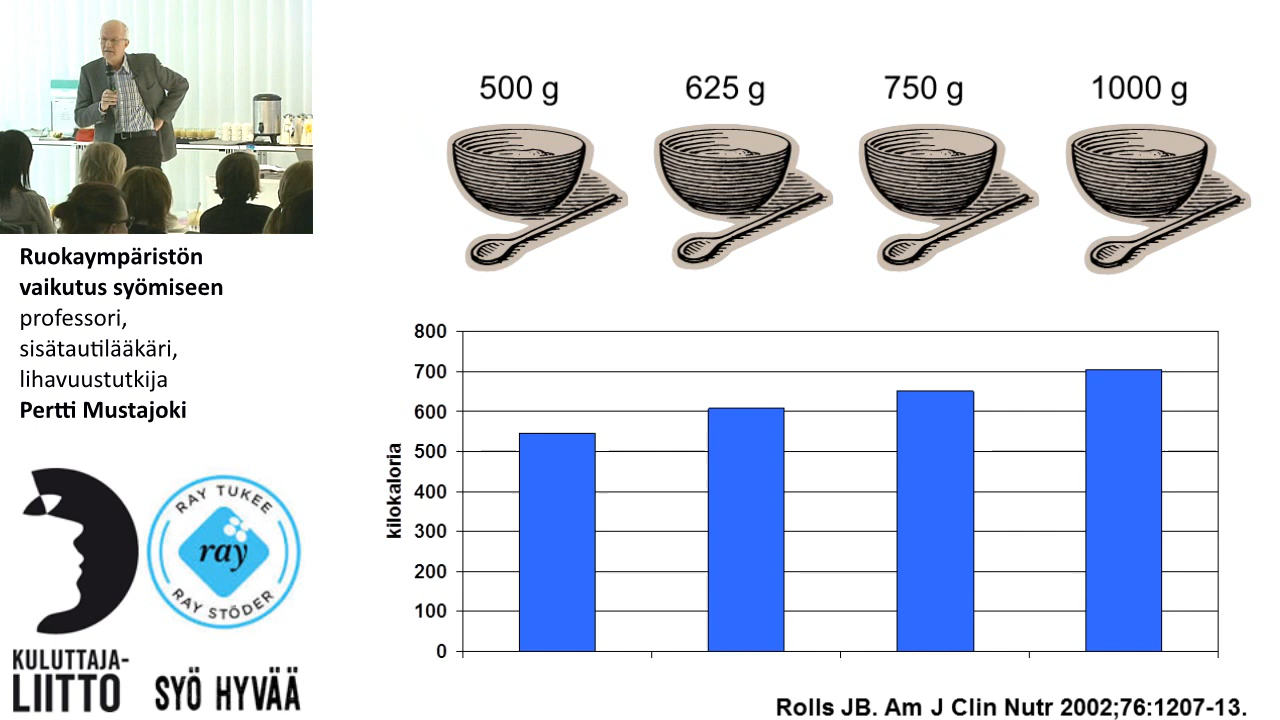 Ruokaympäristön
vaikutus syömiseen
professori,
sisätautilääkäri,
lihavuustutkija
Pertti Mustajoki
RAY TUKEE
ray
RAY STÖDER
KULUTTAJA-
LIITTO
SYÖ HYVÄÄ
500 g
625 g
750 g
1000 g
kilokaloria
800
700
600
500
400
300
200
100
0
Rolls JB. Am J Clin Nutr 2002;76:1207-13.